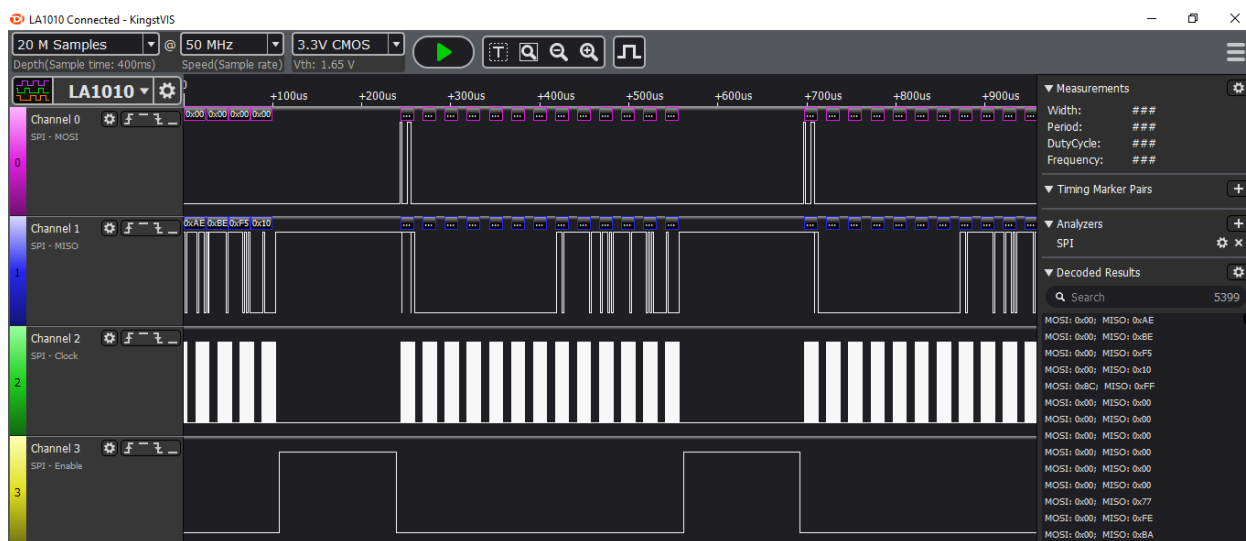 LA1010 Connected - KingstVIS
20 M Samples @ 50 MHz 3.3V CMOS
Depth(Sample time: 400ms) Speed(Sample rate) Vth: 1.65 V
LA1010
+100us +200us +300us +400us +500us +600us +700us +800us +900us
Channel 0
SPI - MOSI
0
0x00 0x00 0x00 0x00
... ... ... ... ... ... ... ... ... ... ... ... ...
... ... ... ... ... ... ... ... ... ... ...
Channel 1
SPI - MISO
1
0xAE 0xBE 0xF5 0x10
... ... ... ... ... ... ... ... ... ... ... ... ...
... ... ... ... ... ... ... ... ... ... ...
Channel 2
SPI - Clock
2
Channel 3
SPI - Enable
3
Measurements
Width: ###
Period: ###
DutyCycle: ###
Frequency: ###
Timing Marker Pairs
Analyzers
SPI
Decoded Results
Search 5399
MOSI: 0x00; MISO: 0xAE
MOSI: 0x00; MISO: 0xBE
MOSI: 0x00; MISO: 0xF5
MOSI: 0x00; MISO: 0x10
MOSI: 0x8C; MISO: 0xFF
MOSI: 0x00; MISO: 0x00
MOSI: 0x00; MISO: 0x00
MOSI: 0x00; MISO: 0x00
MOSI: 0x00; MISO: 0x00
MOSI: 0x00; MISO: 0x00
MOSI: 0x00; MISO: 0x00
MOSI: 0x00; MISO: 0x77
MOSI: 0x00; MISO: 0xFE
MOSI: 0x00; MISO: 0xBA